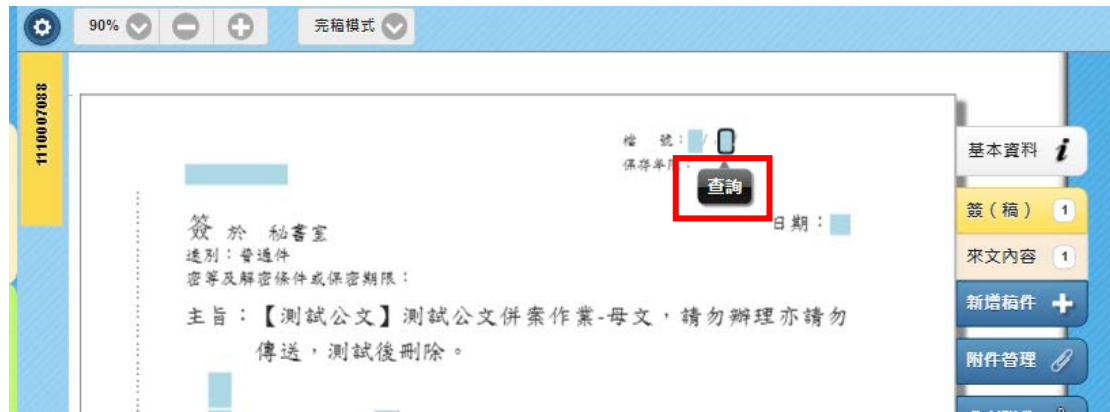 90%
完稿模式
1110007088
檔 號： / /
保存年限：
查詢
簽 於 秘書室
日期：
速別：普通件
密等及解密條件或保密期限：
主旨：【測試公文】測試公文併案作業-母文，請勿辦理亦請勿
傳送，測試後刪除。
基本資料
簽（稿） 1
來文內容 1
新增稿件
附件管理